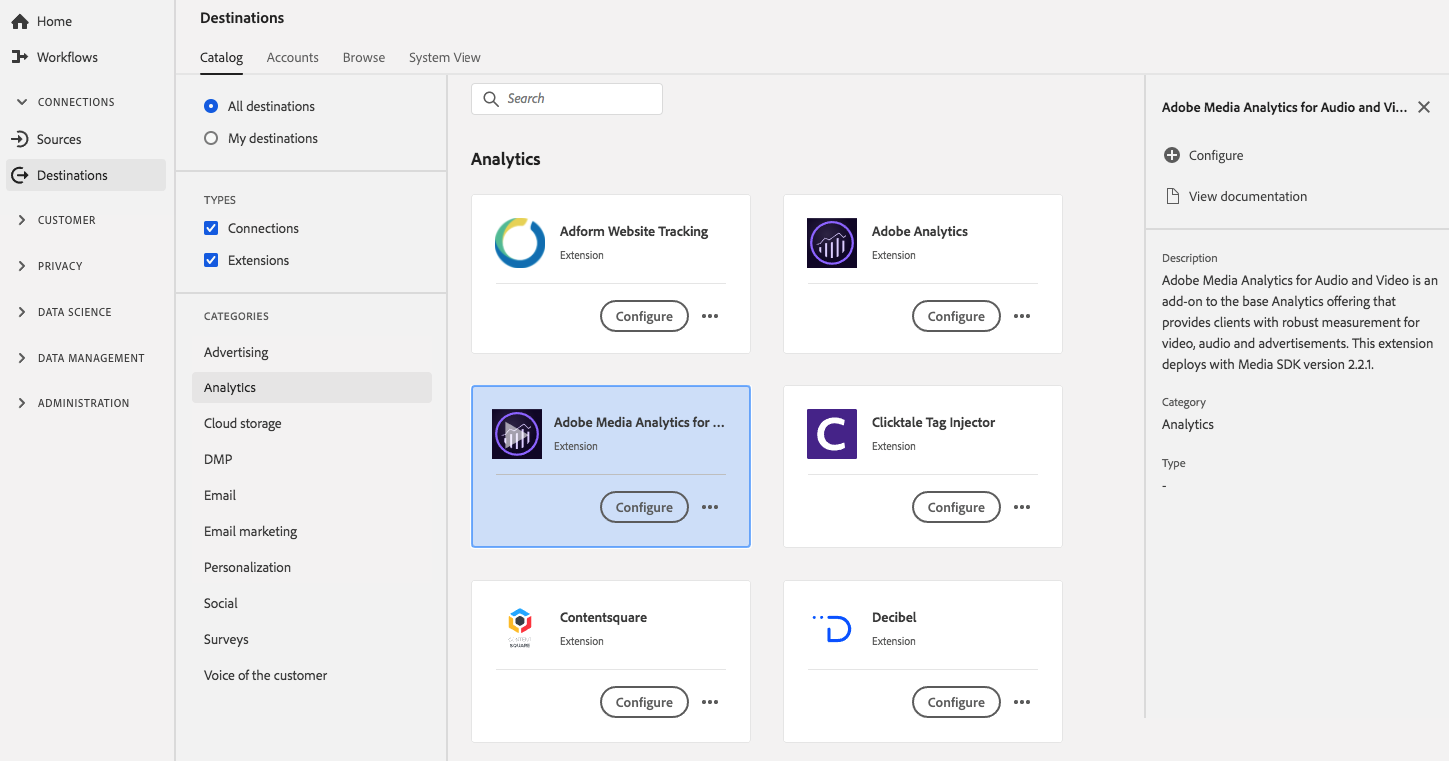 Home
Workflows
CONNECTIONS
Sources
Destinations
CUSTOMER
PRIVACY
DATA SCIENCE
DATA MANAGEMENT
ADMINISTRATION
Destinations
Catalog Accounts Browse System View
All destinations
My destinations
TYPES
Connections
Extensions
CATEGORIES
Advertising
Analytics
Cloud storage
DMP
Email
Email marketing
Personalization
Social
Surveys
Voice of the customer
Search
Analytics
Adform Website Tracking
Extension
Configure
Adobe Analytics
Extension
Configure
Adobe Media Analytics for ...
Extension
Configure
Clicktale Tag Injector
Extension
Configure
CONTENT
SQUARE
Contentsquare
Extension
Configure
Decibel
Extension
Configure
Adobe Media Analytics for Audio and Vi...
Configure
View documentation
Description
Adobe Media Analytics for Audio and Video is an
add-on to the base Analytics offering that
provides clients with robust measurement for
video, audio and advertisements. This extension
deploys with Media SDK version 2.2.1.
Category
Analytics
Type
-